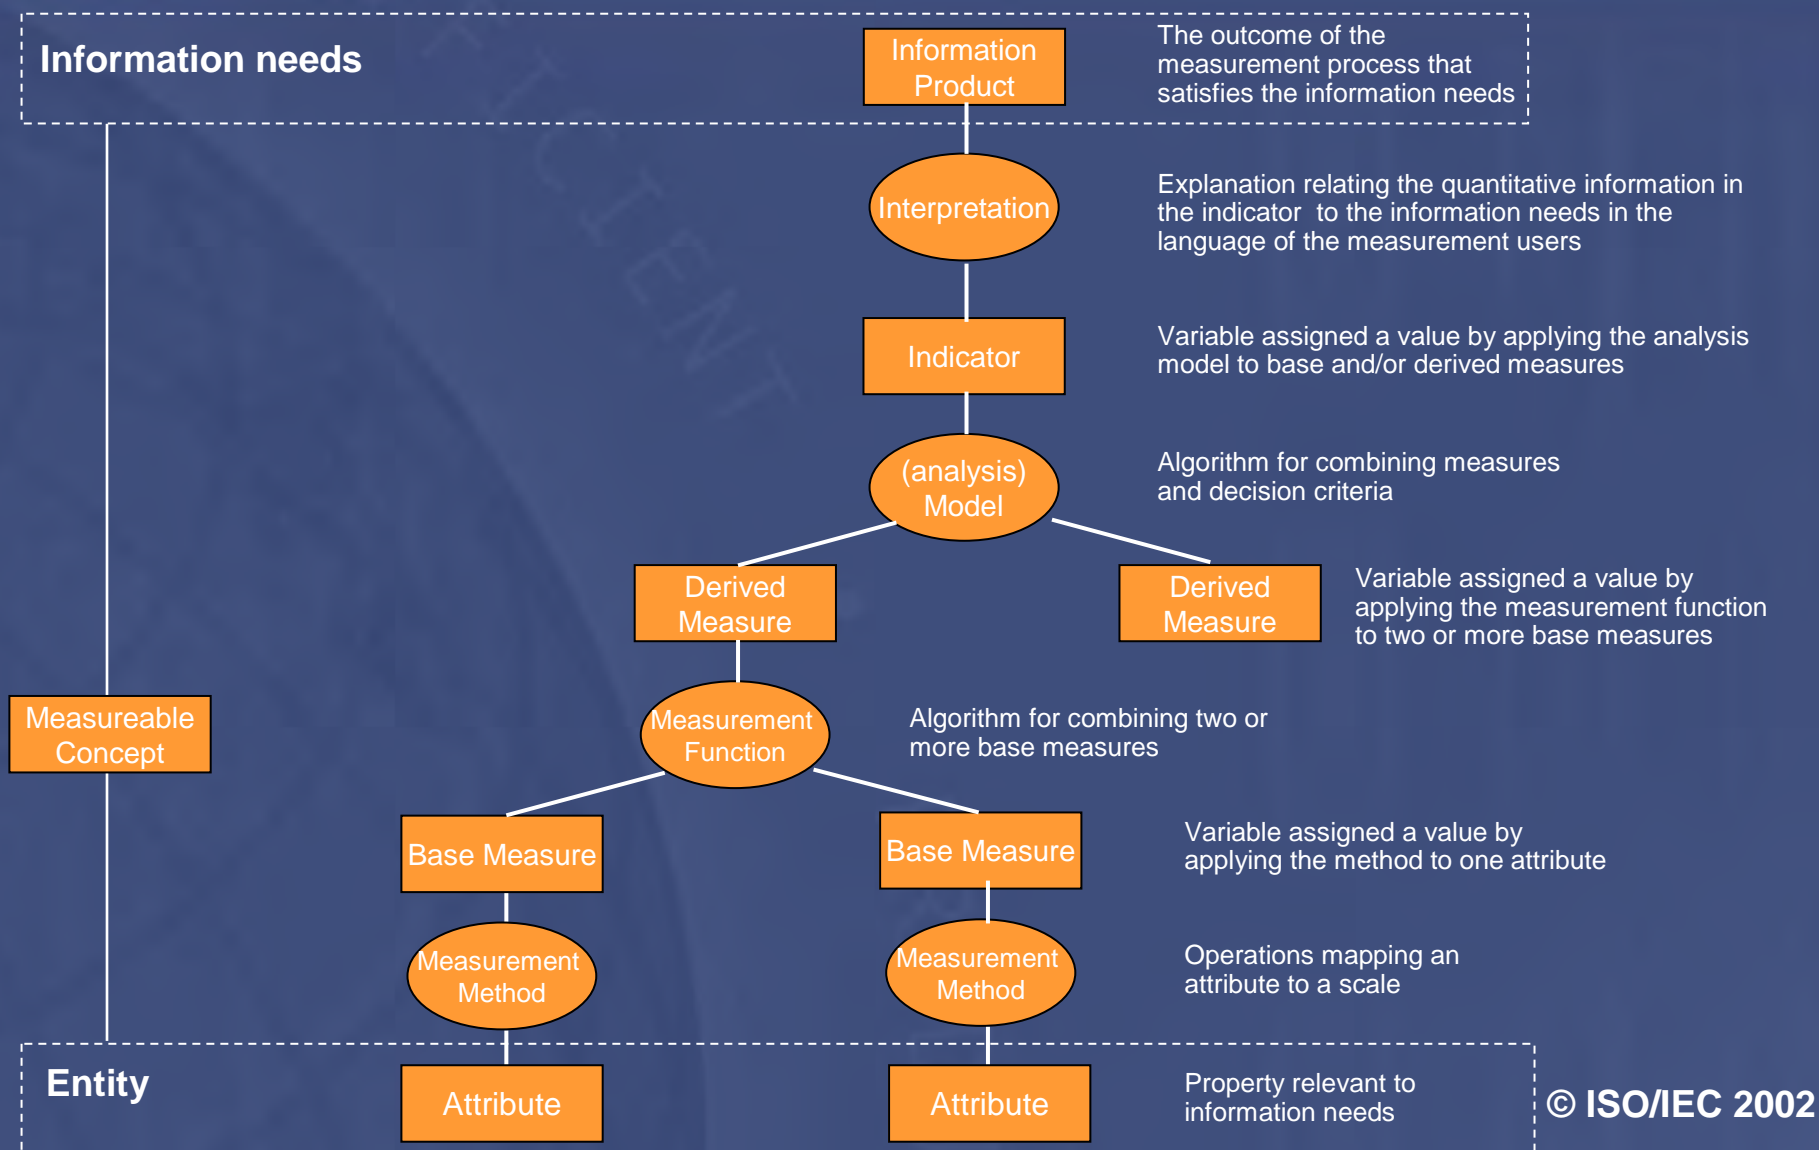 Information needs
Information
Product
The outcome of the
measurement process that
satisfies the information needs
Interpretation
Explanation relating the quantitative information in
the indicator to the information needs in the
language of the measurement users
Indicator
Variable assigned a value by applying the analysis
model to base and/or derived measures
(analysis)
Model
Algorithm for combining measures
and decision criteria
Derived
Measure
Derived
Measure
Variable assigned a value by
applying the measurement function
to two or more base measures
Measureable
Concept
Measurement
Function
Algorithm for combining two or
more base measures
Base Measure
Base Measure
Variable assigned a value by
applying the method to one attribute
Measurement
Method
Measurement
Method
Operations mapping an
attribute to a scale
Entity
Attribute
Attribute
Property relevant to
information needs
© ISO/IEC 2002